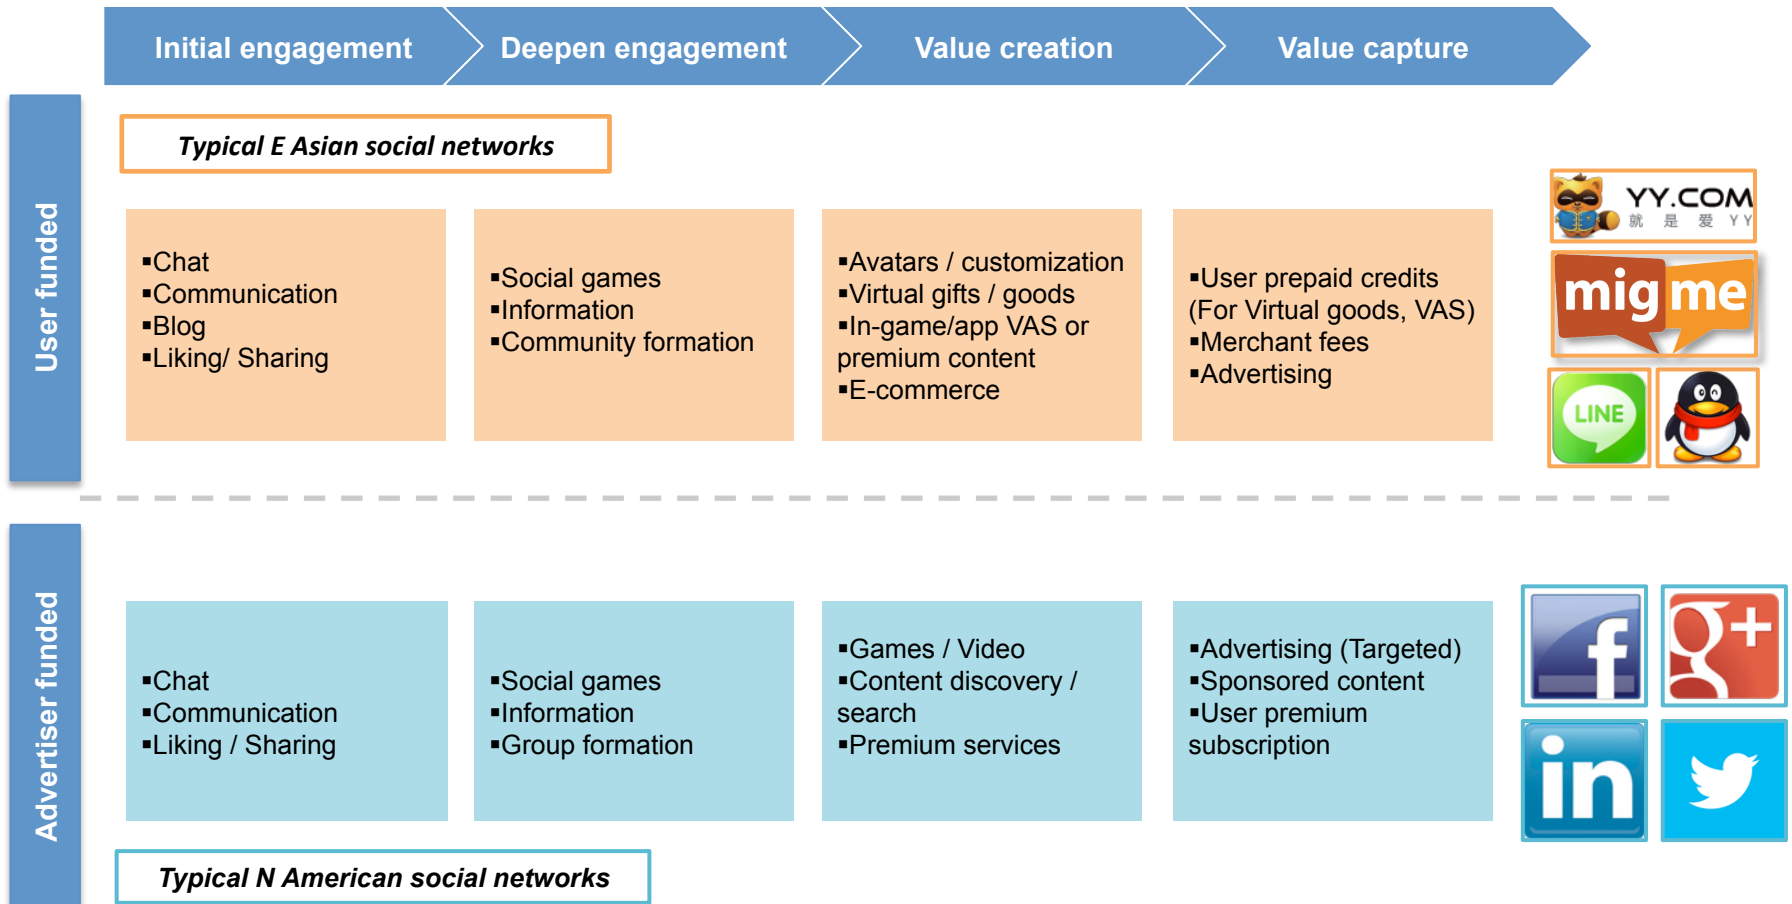 Initial engagement
Deepen engagement
Value creation
Value capture
User funded
Typical E Asian social networks
▪Chat
▪Communication
▪Blog
▪Liking/ Sharing
▪Social games
▪Information
▪Community formation
▪Avatars / customization
▪Virtual gifts / goods
▪In-game/app VAS or
premium content
▪E-commerce
▪User prepaid credits
(For Virtual goods, VAS)
▪Merchant fees
▪Advertising
YY.COM
就是爱YY
migme
LINE
Advertiser funded
▪Chat
▪Communication
▪Liking / Sharing
▪Social games
▪Information
▪Group formation
▪Games / Video
▪Content discovery /
search
▪Premium services
▪Advertising (Targeted)
▪Sponsored content
▪User premium
subscription
f
g+
in
Typical N American social networks